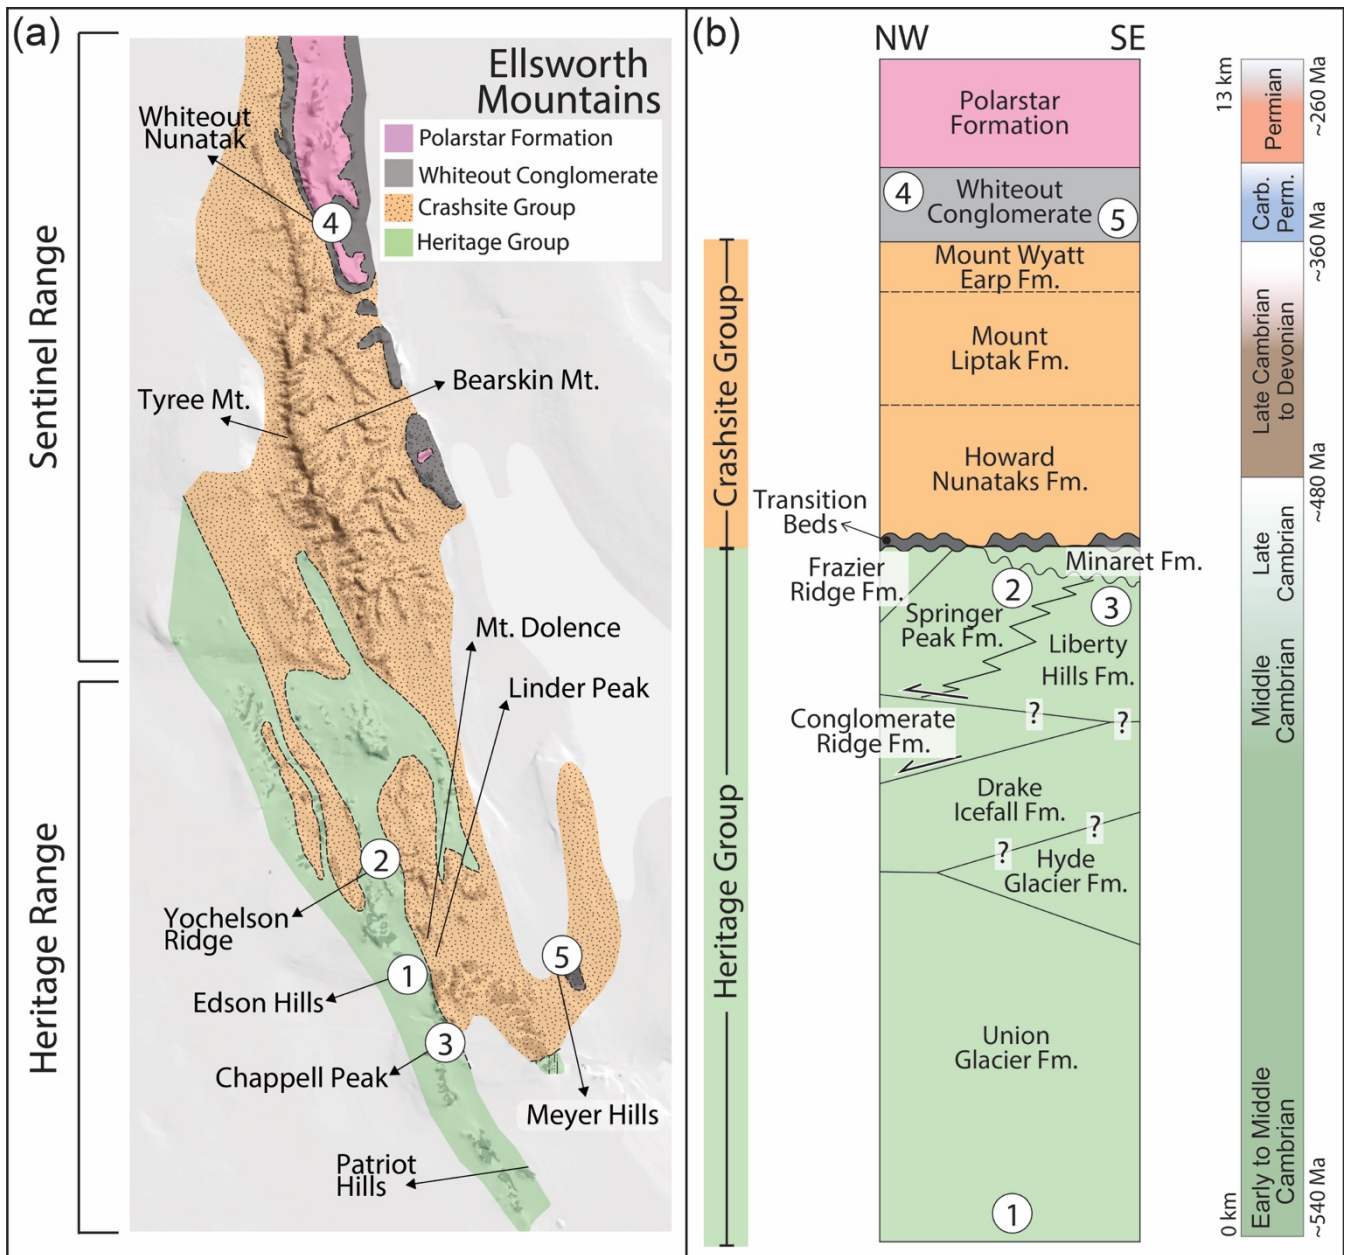 (a)
Ellsworth
Mountains
Polarstar Formation
Whiteout Conglomerate
Crashsite Group
Heritage Group
Whiteout
Nunatak
4
Sentinel Range
Bearskin Mt.
Tyree Mt.
Mt. Dolence
Linder Peak
Heritage Range
2
Yochelson
Ridge
5
1
Edson Hills
3
Chappell Peak
Meyer Hills
Patriot
Hills
(b)
NW
SE
Polarstar
Formation
4
Whiteout
Conglomerate
5
Mount Wyatt
Earp Fm.
Mount
Liptak Fm.
Howard
Nunataks Fm.
Crashsite Group
Transition
Beds
Minaret Fm.
Frazier
Ridge Fm.
2
3
Springer
Peak Fm.
Liberty
Hills Fm.
Conglomerate
Ridge Fm.
?
?
Drake
Icefall Fm.
?
?
Hyde
Glacier Fm.
Heritage Group
Union
Glacier Fm.
1
13 km
Permian
~260 Ma
Carb.
Perm.
~360 Ma
Late Cambrian
to Devonian
~480 Ma
Late
Cambrian
Middle
Cambrian
Early to Middle
Cambrian
0 km
~540 Ma